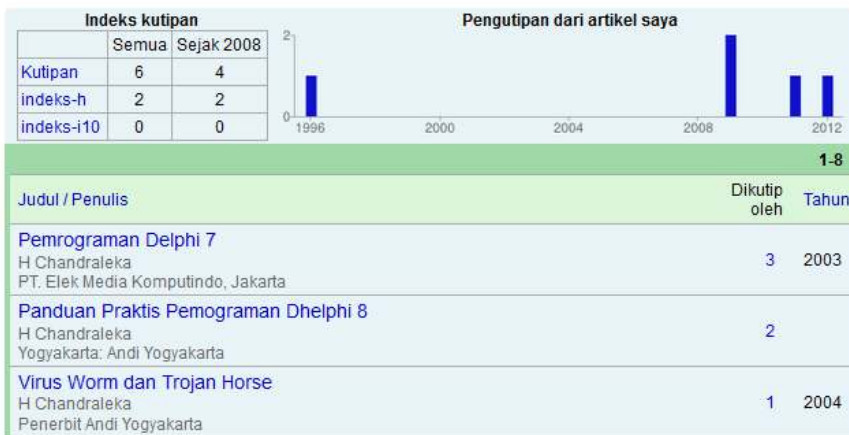 Indeks kutipan
Semua Sejak 2008
Kutipan 6 4
indeks-h 2 2
indeks-i10 0 0
Pengutipan dari artikel saya
2
0
1996 2000 2004 2008 2012
1-8
Judul / Penulis Dikutip oleh Tahun
Pemrograman Delphi 7
H Chandraleka 3 2003
PT. Elek Media Komputindo, Jakarta
Panduan Praktis Pemograman Dhelphi 8
H Chandraleka 2
Yogyakarta: Andi Yogyakarta
Virus Worm dan Trojan Horse
H Chandraleka 1 2004
Penerbit Andi Yogyakarta